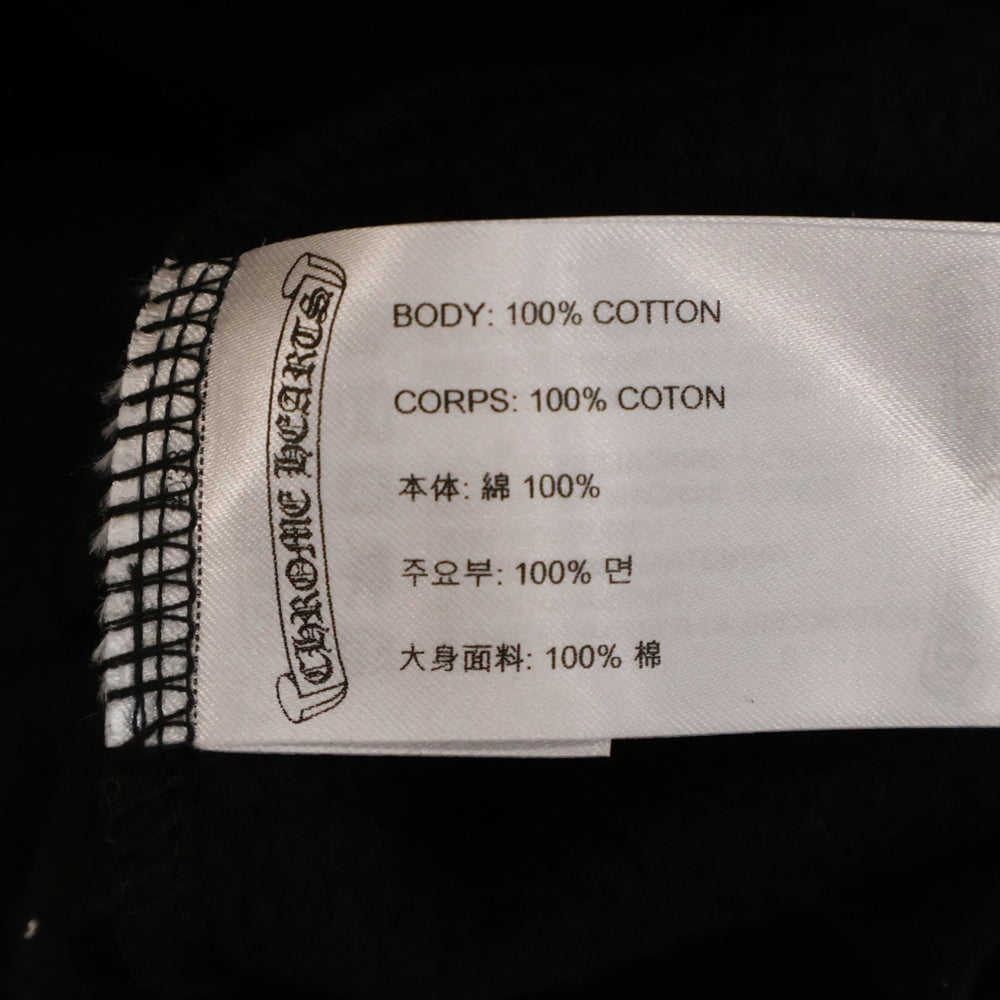 CHROME HEARTS
BODY: 100% COTTON
CORPS: 100% COTON
本体: 綿 100%
주요부: 100% 면
大身面料: 100% 棉